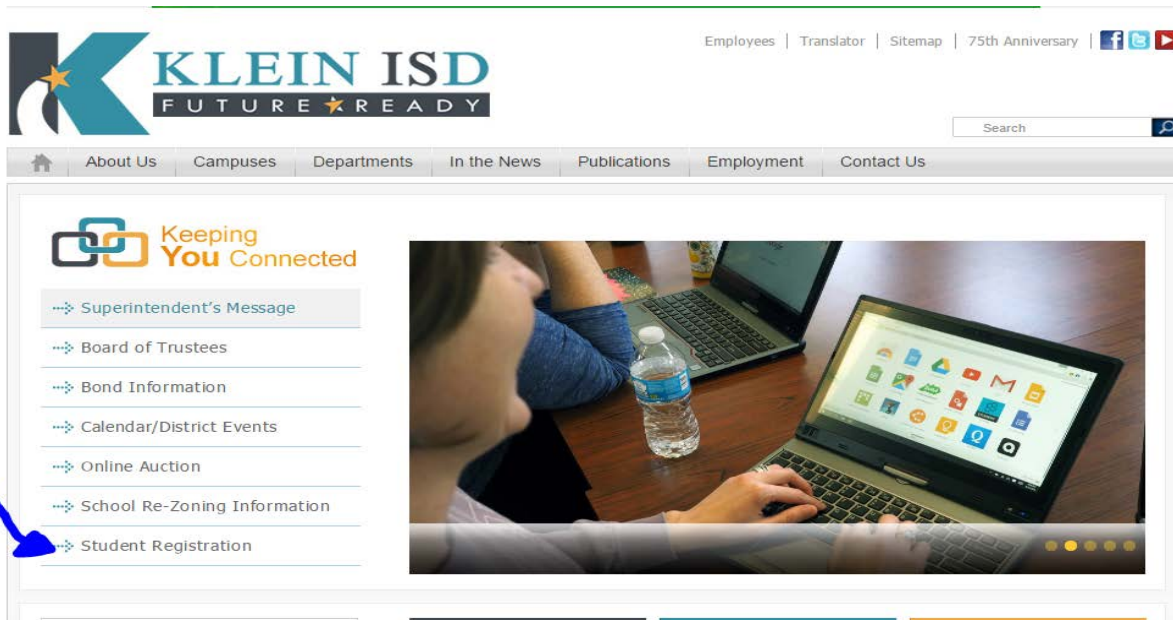 Employees | Translator | Sitemap | 75th Anniversary |
KLEIN ISD
FUTURE READY
Search
About Us Campuses Departments In the News Publications Employment Contact Us
Keeping
You Connected
Superintendent's Message
Board of Trustees
Bond Information
Calendar/District Events
Online Auction
School Re-Zoning Information
Student Registration